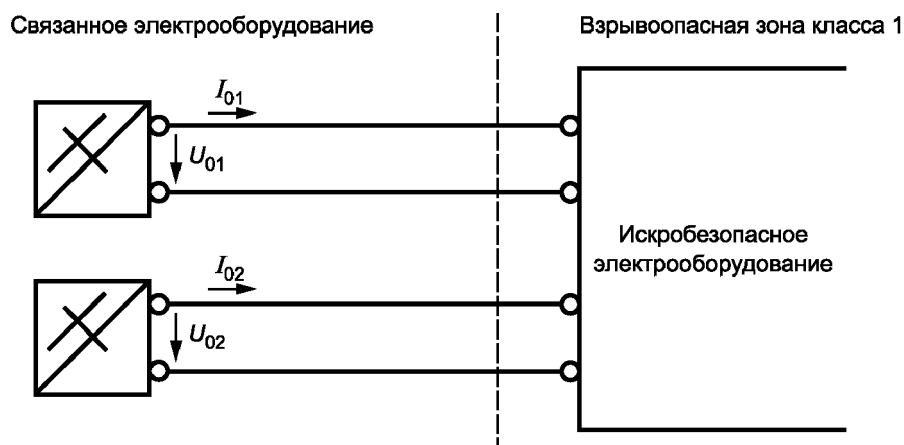 Связанное электрооборудование
Взрывоопасная зона класса 1
I01
U01
Искробезопасное
электрооборудование
I02
U02